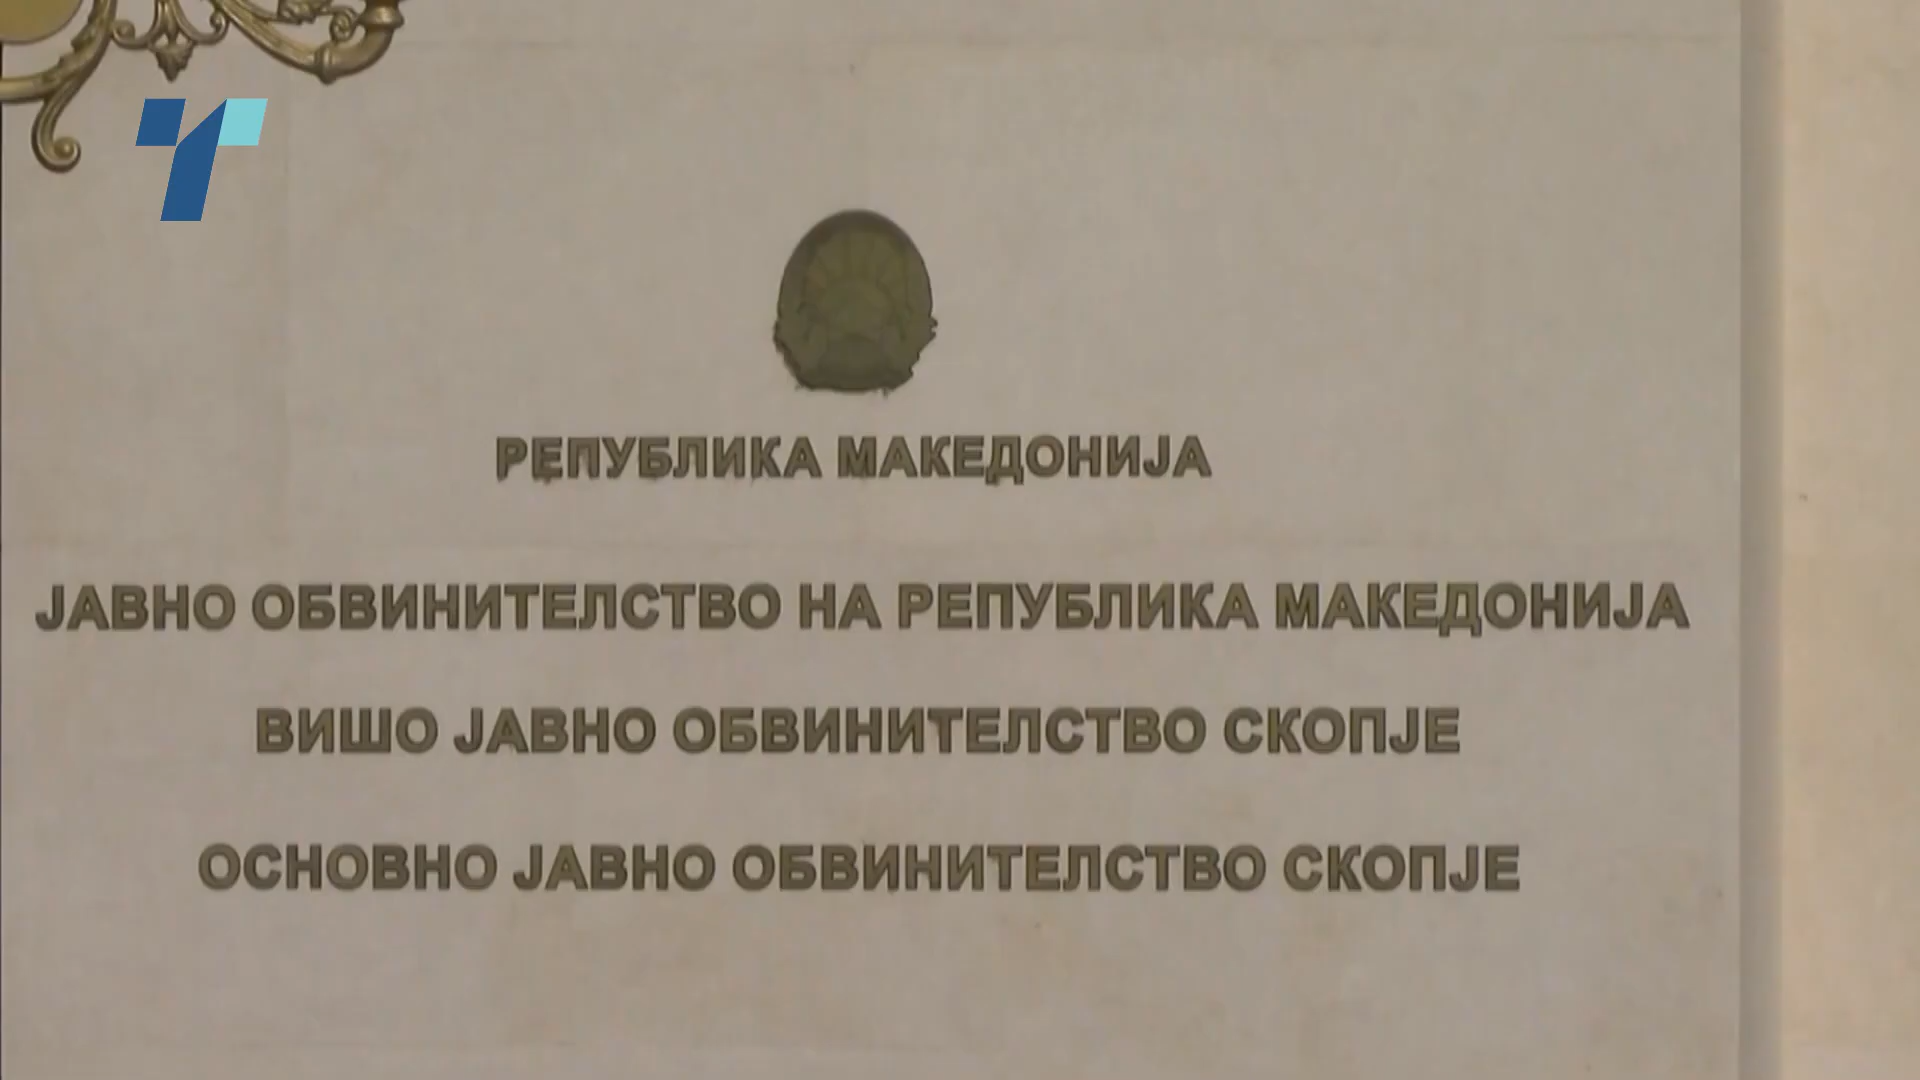 РЕПУБЛИКА МАКЕДОНИЈА
ЈАВНО ОБВИНИТЕЛСТВО НА РЕПУБЛИКА МАКЕДОНИЈА
ВИШО ЈАВНО ОБВИНИТЕЛСТВО СКОПЈЕ
ОСНОВНО ЈАВНО ОБВИНИТЕЛСТВО СКОПЈЕ